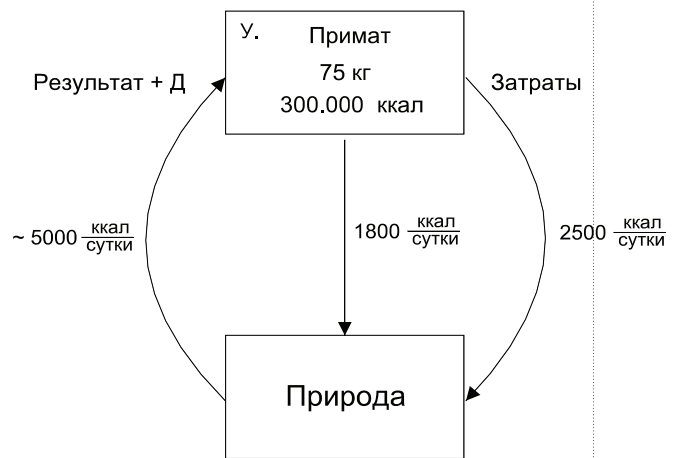 У.
Примат
75 кг
300.000 ккал
Результат + Д
Затраты
~ 5000 ккал/сутки
1800 ккал/сутки
2500 ккал/сутки
Природа